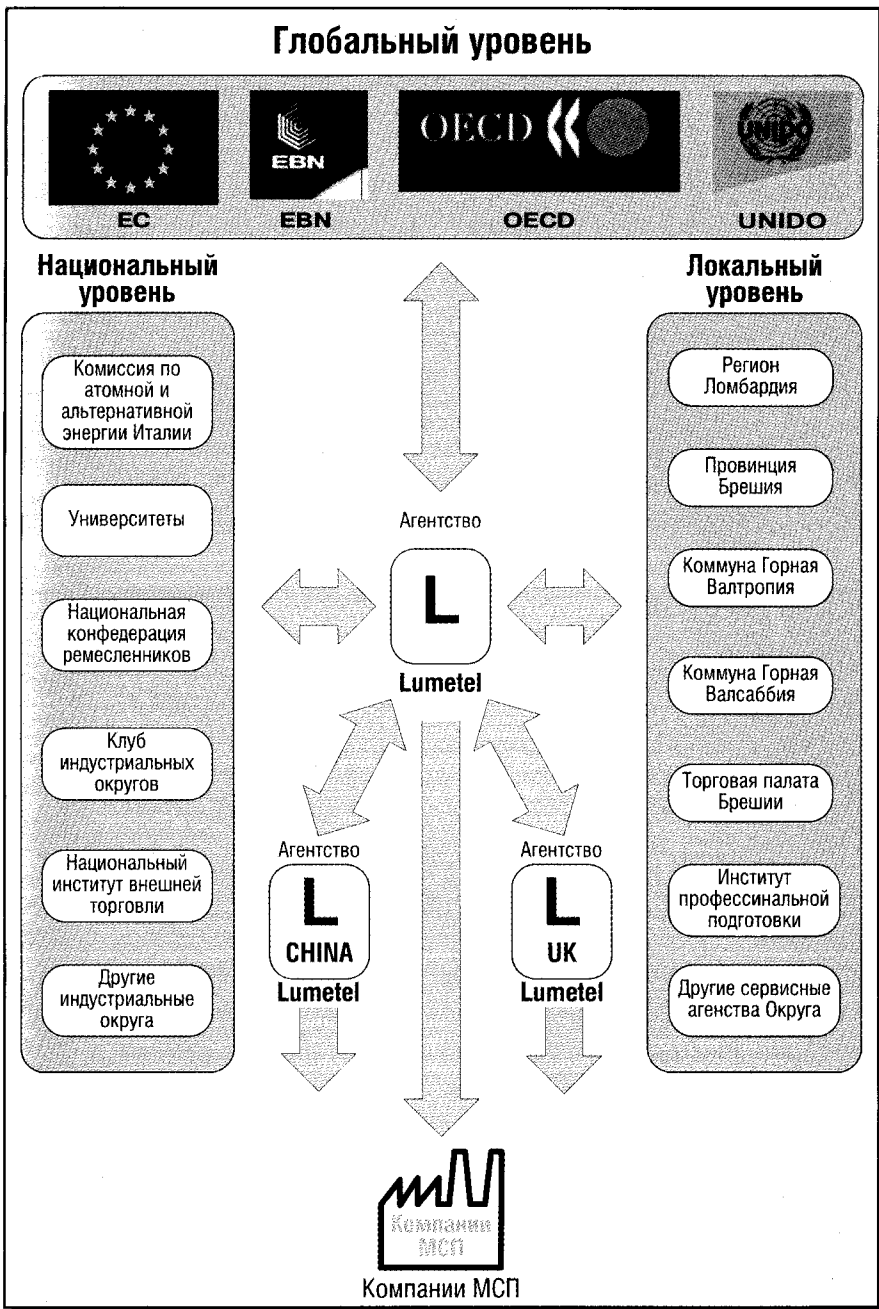 Глобальный уровень
OECD
EBN
UNIDO
EC
EBN
OECD
UNIDO
Национальный
уровень
Комиссия по
атомной и
альтернативной
энергии Италии
Университеты
Национальная
конфедерация
ремесленников
Клуб
индустриальных
округов
Национальный
институт внешней
торговли
Другие
индустриальные
округа
Агентство
L
Lumetel
Агентство
L
CHINA
Lumetel
Агентство
L
UK
Lumetel
Локальный
уровень
Регион
Ломбардия
Провинция
Брешия
Коммуна Горная
Валтропия
Коммуна Горная
Валсаббия
Торговая палата
Брешии
Институт
професcинальной
подготовки
Другие сервисные
агенства Округа
Компании
МСП
Компании МСП